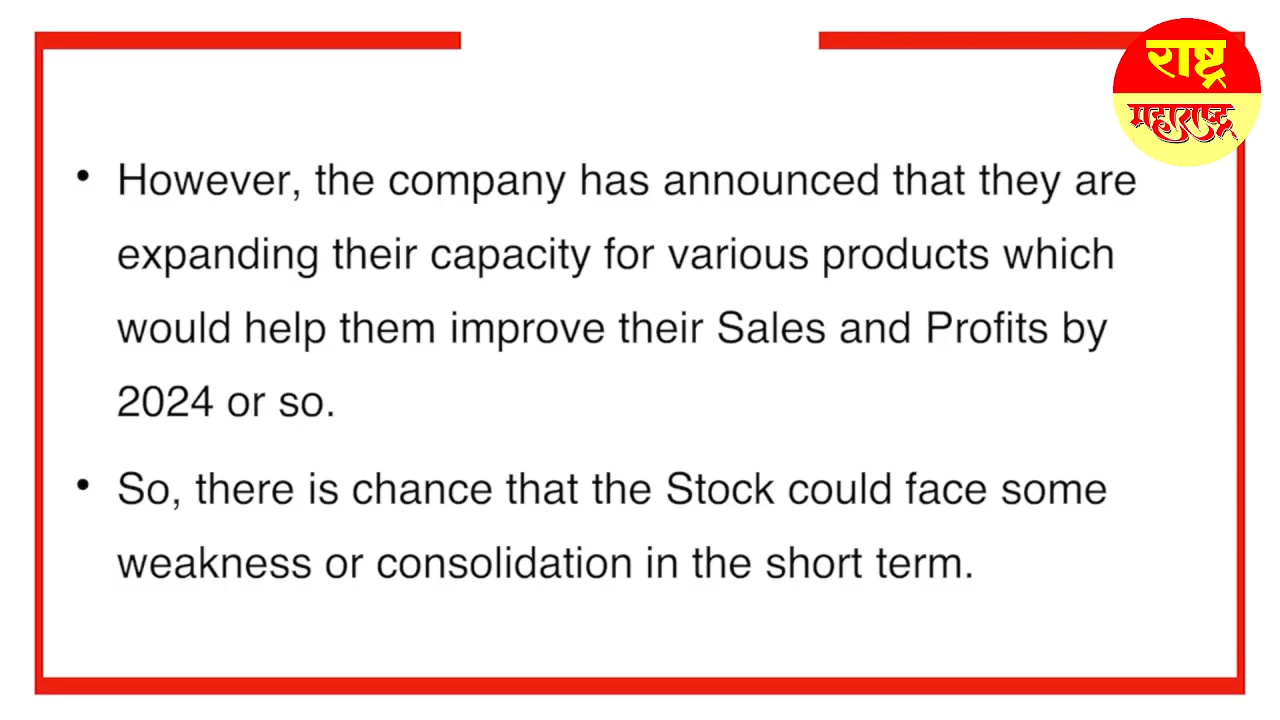 राष्ट्र
महाराष्ट्र
• However, the company has announced that they are
expanding their capacity for various products which
would help them improve their Sales and Profits by
2024 or so.
• So, there is chance that the Stock could face some
weakness or consolidation in the short term.